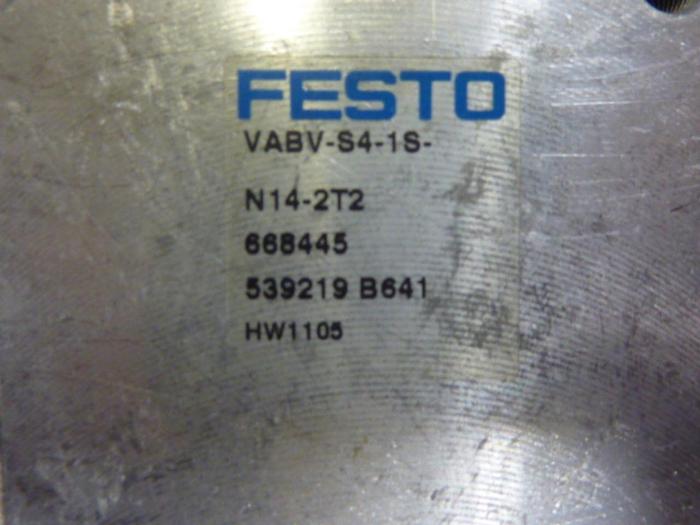 FESTO
VABV-S4-1S-
N14-2T2
668445
539219 B641
HW1105